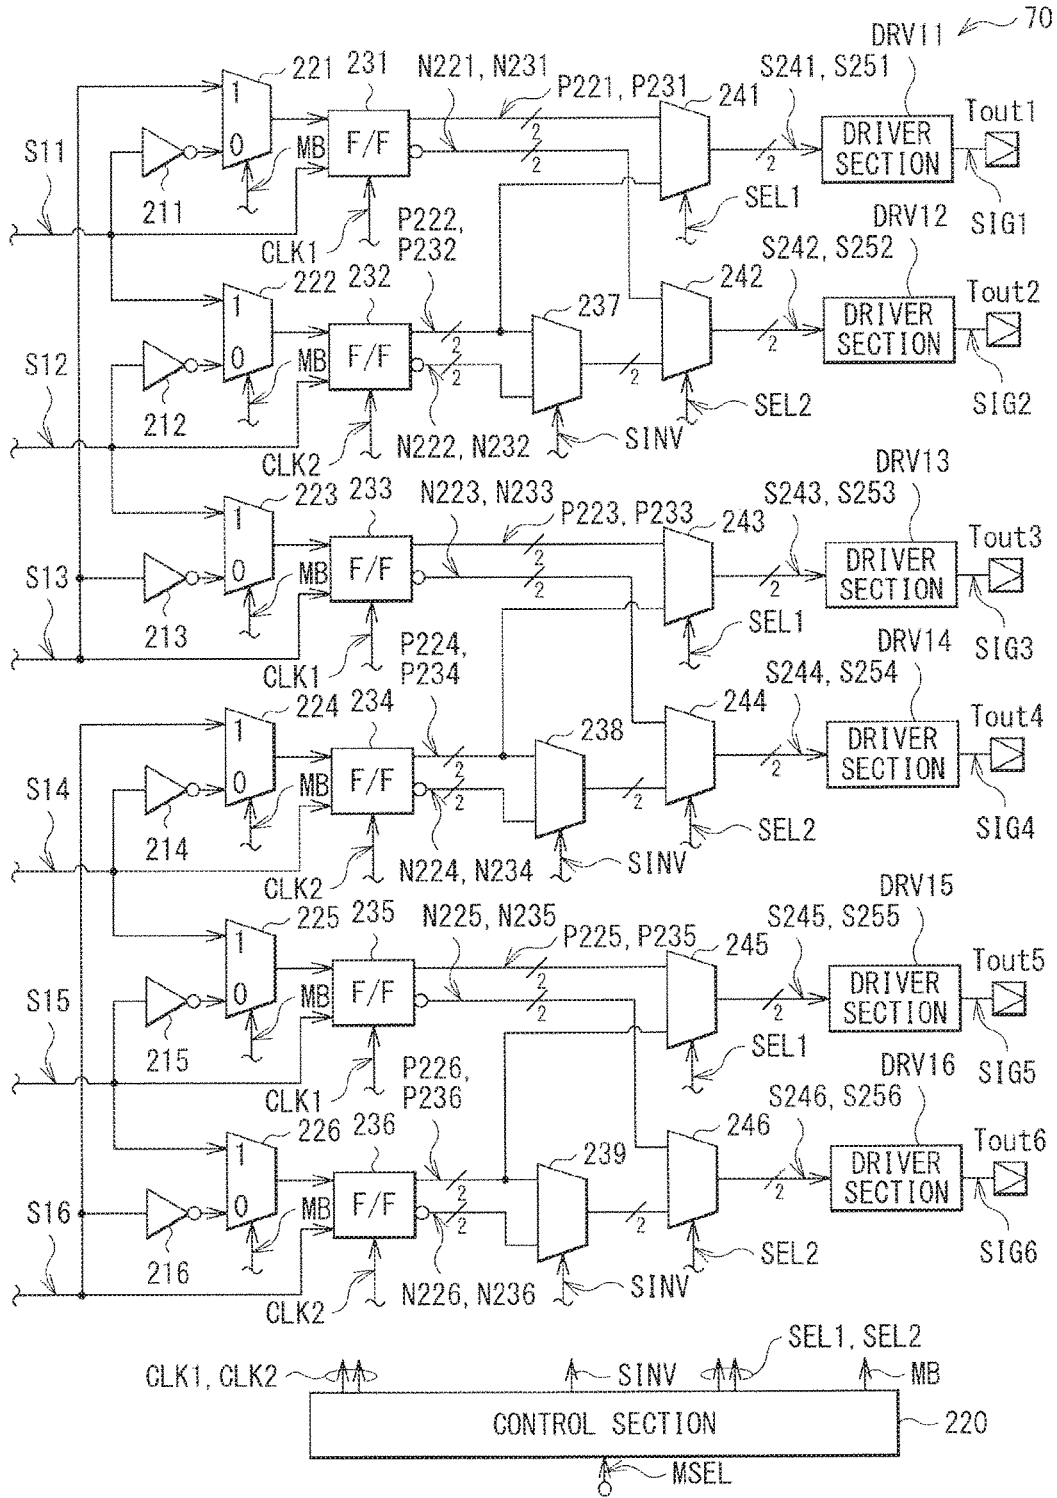 70
DRV11
221 231 N221, N231 P221, P231 241 S241, S251 Tout1
S11 1 0 MB F/F 2 2 2 DRIVER SECTION
211 CLK1 P222, P232 SEL1 DRV12 SIG1
222 232 237 242 S242, S252 Tout2
S12 1 0 MB F/F 2 2 2 2 DRIVER SECTION
212 CLK2 N222, N232 SINV SEL2 SIG2
DRV13
223 233 N223, N233 P223, P233 243 S243, S253 Tout3
S13 1 0 MB F/F 2 2 2 DRIVER SECTION
213 CLK1 P224, P234 SEL1 DRV14 SIG3
224 234 238 244 S244, S254 Tout4
S14 1 0 MB F/F 2 2 2 2 DRIVER SECTION
214 CLK2 N224, N234 SINV SEL2 SIG4
DRV15
225 235 N225, N235 P225, P235 245 S245, S255 Tout5
S15 1 0 MB F/F 2 2 2 DRIVER SECTION
215 CLK1 P226, P236 SEL1 DRV16 SIG5
226 236 239 246 S246, S256 Tout6
S16 1 0 MB F/F 2 2 2 2 DRIVER SECTION
216 CLK2 N226, N236 SINV SEL2 SIG6
CLK1, CLK2 SINV SEL1, SEL2 MB
CONTROL SECTION 220
MSEL